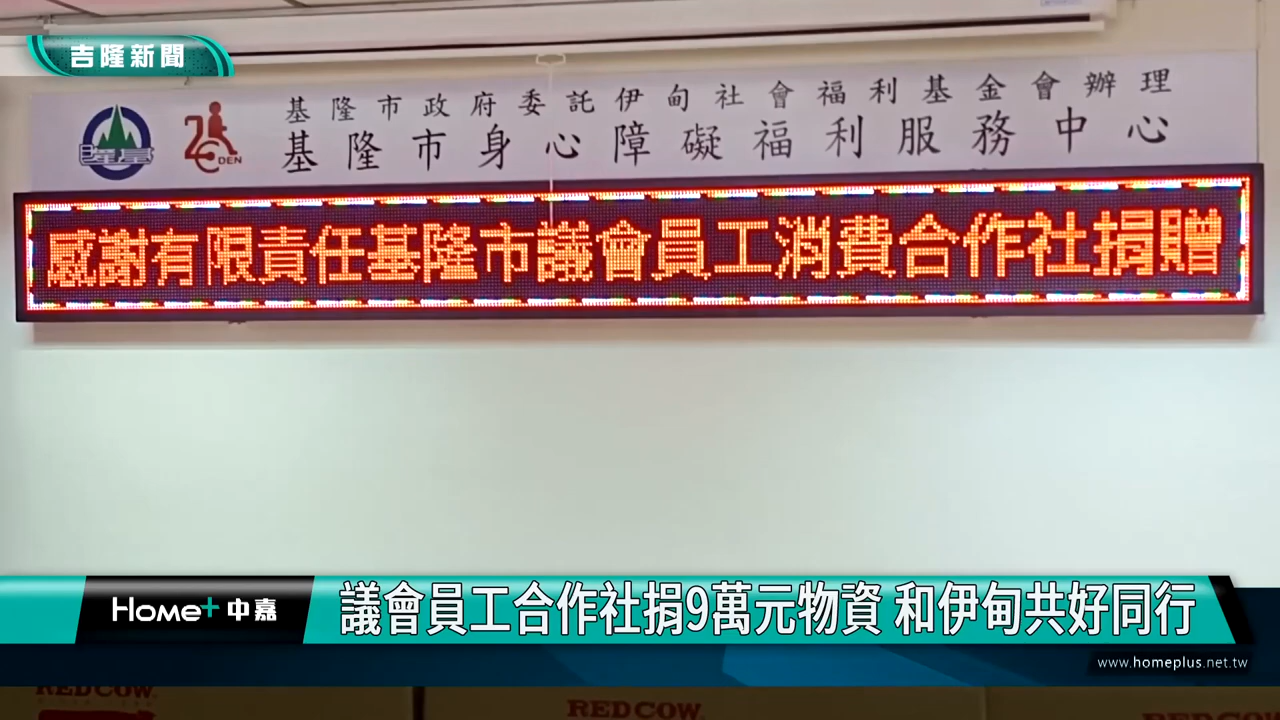 吉隆新聞
基隆市政府委託伊甸社會福利基金會辦理
基隆市身心障礙福利服務中心
EDEN
感謝有限責任基隆市議會員工消費合作社捐贈
Home+ 中嘉
議會員工合作社捐9萬元物資 和伊甸共好同行
www.homeplus.net.tw
RED COW
RED COW
RED COW